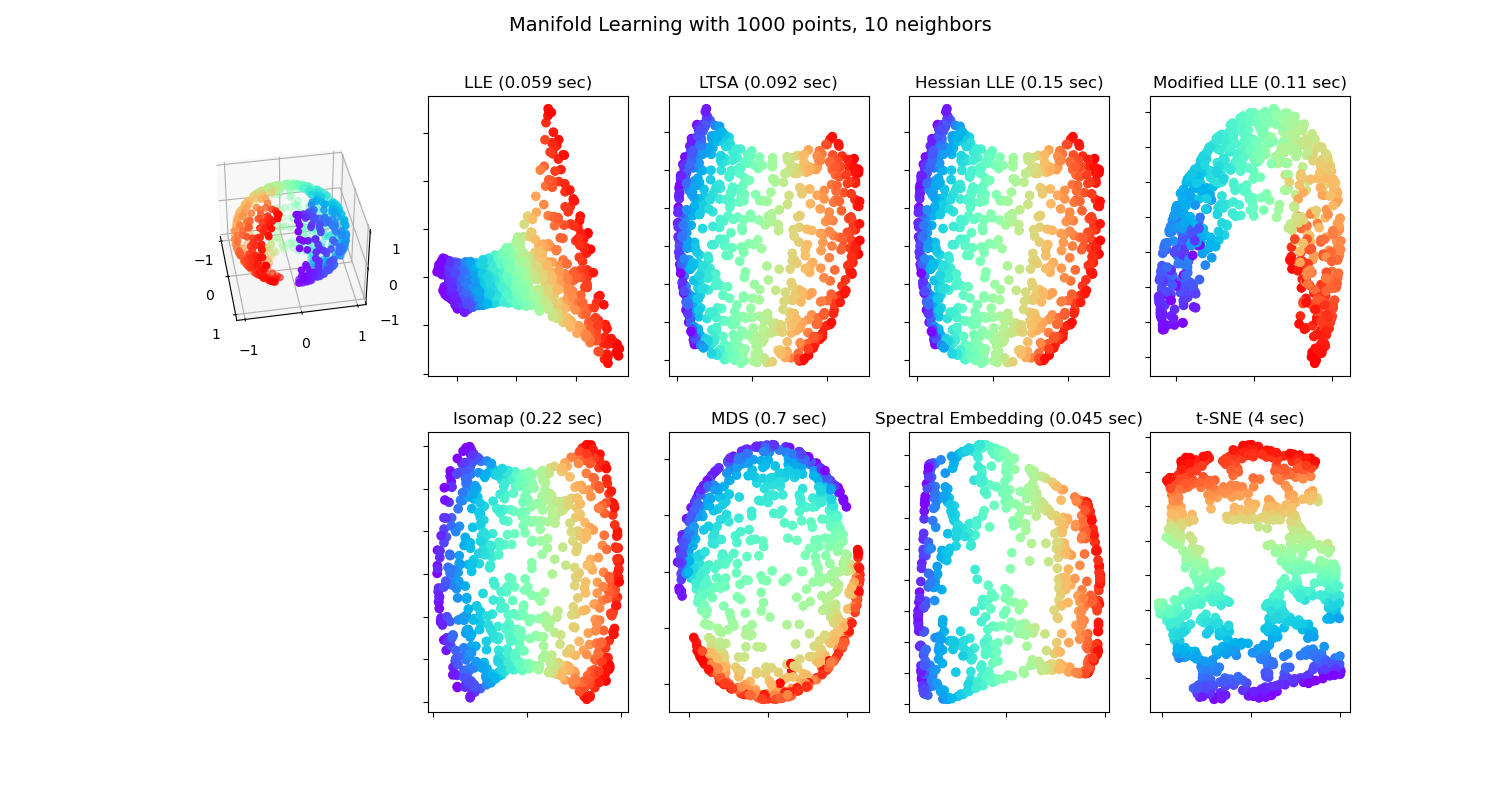 Manifold Learning with 1000 points, 10 neighbors
LLE (0.059 sec)
LTSA (0.092 sec)
Hessian LLE (0.15 sec)
Modified LLE (0.11 sec)
−1
0
1
−1
0
1
1
0
−1
Isomap (0.22 sec)
MDS (0.7 sec)
Spectral Embedding (0.045 sec)
t-SNE (4 sec)